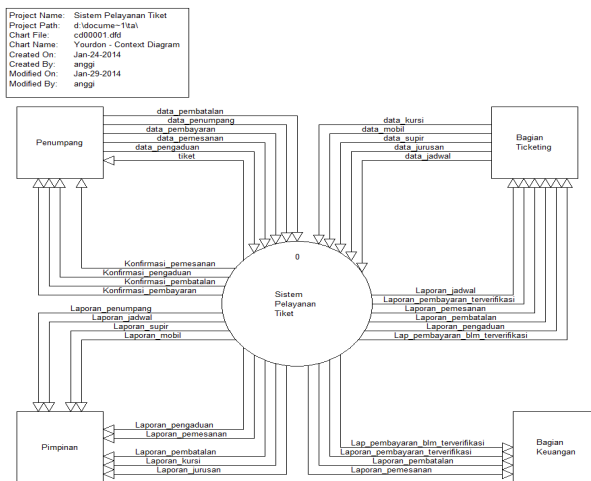 Project Name: Sistem Pelayanan Tiket
Project Path: d:\docume~1\ta\
Chart File: cd00001.dfd
Chart Name: Yourdon - Context Diagram
Created On: Jan-24-2014
Created By: anggi
Modified On: Jan-29-2014
Modified By: anggi
data_pembatalan
data_penumpang
data_pembayaran
data_pemesanan
data_pengaduan
tiket
Penumpang
data_kursi
data_mobil
data_supir
data_jurusan
data_jadwal
Bagian
Ticketing
0
Sistem
Pelayanan
Tiket
Konfirmasi_pemesanan
Konfirmasi_pengaduan
Konfirmasi_pembatalan
Konfirmasi_pembayaran
Laporan_penumpang
Laporan_jadwal
Laporan_supir
Laporan_mobil
Laporan_jadwal
Laporan_pembayaran_terverifikasi
Laporan_pemesanan
Laporan_pembatalan
Laporan_pengaduan
Lap_pembayaran_blm_terverifikasi
Pimpinan
Laporan_pengaduan
Laporan_pemesanan
Laporan_pembatalan
Laporan_kursi
Laporan_jurusan
Lap_pembayaran_blm_terverifikasi
Laporan_pembayaran_terverifikasi
Laporan_pembatalan
Laporan_pemesanan
Bagian
Keuangan